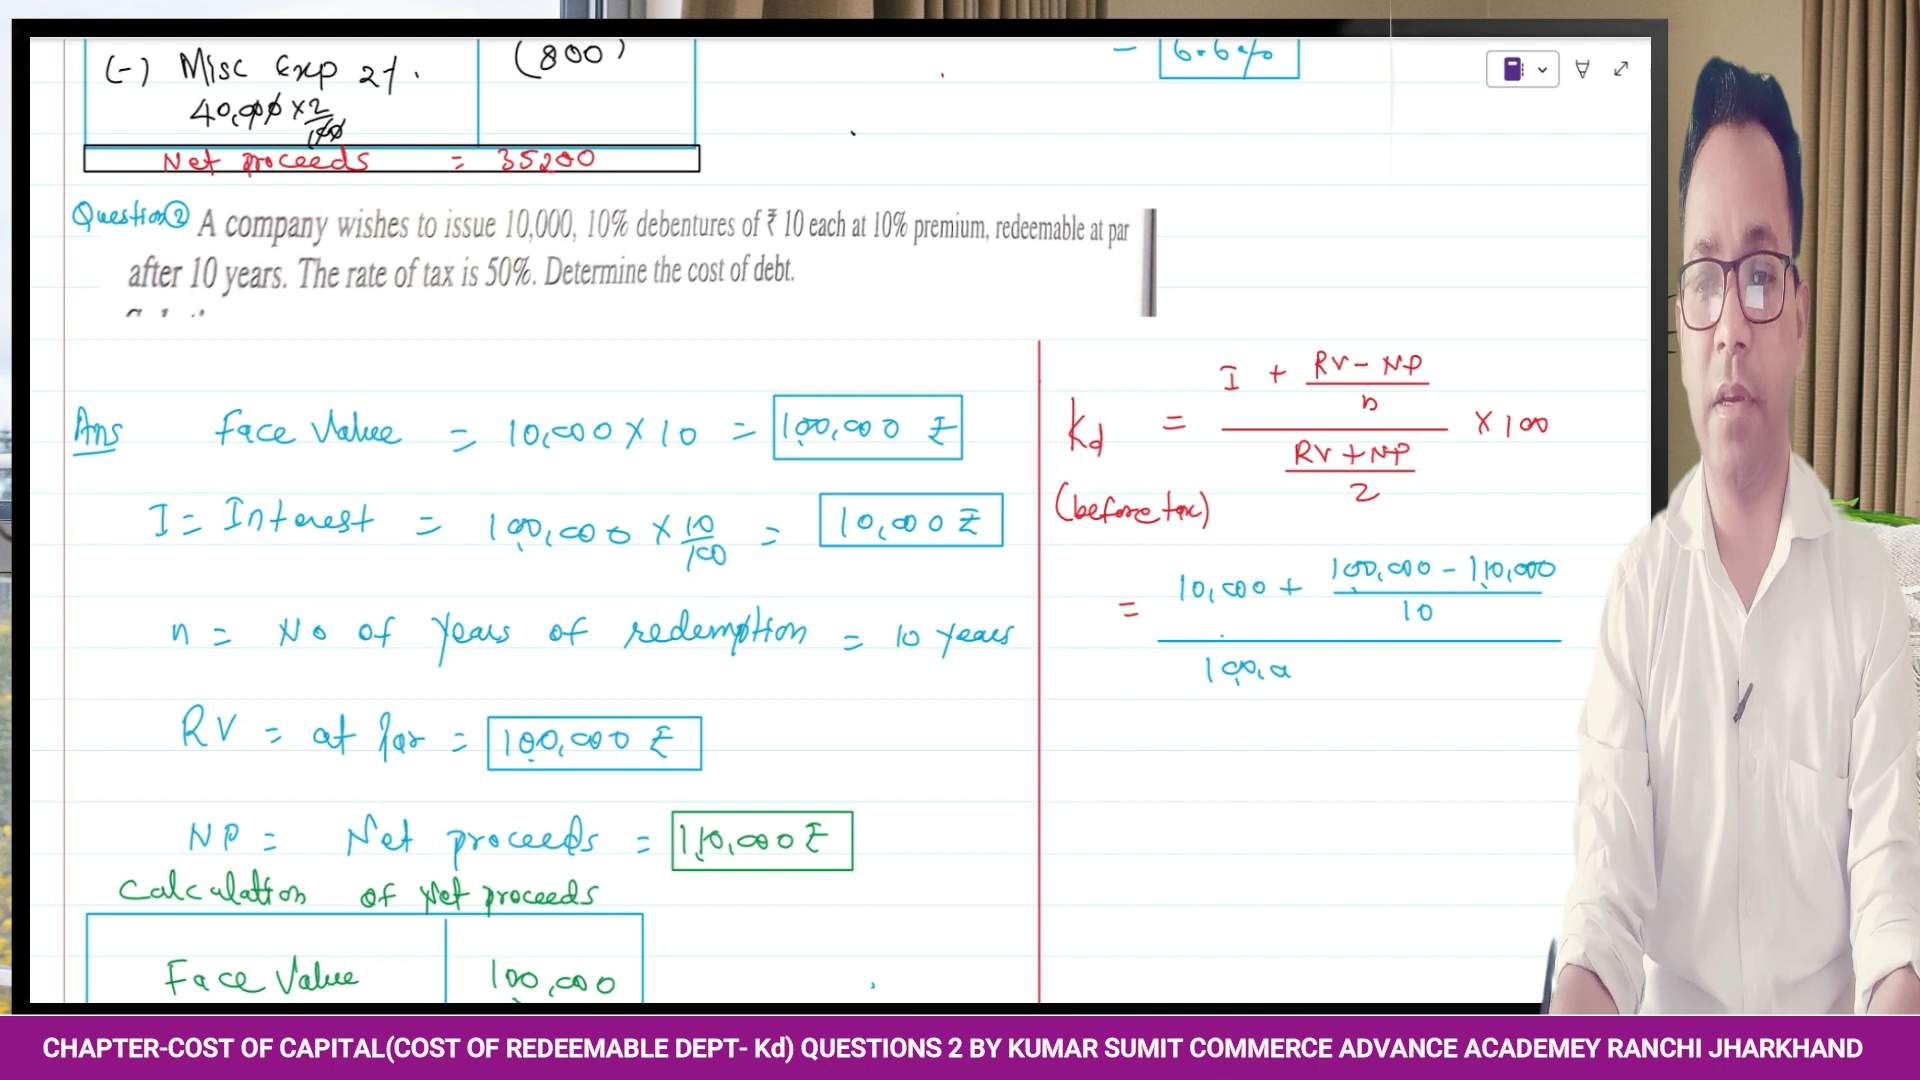 (-) Misc Exp 2%. (800)
40,000 x 2/100
Net proceeds = 35200
= 6.6%
Question② A company wishes to issue 10,000, 10% debentures of ₹ 10 each at 10% premium, redeemable at par
after 10 years. The rate of tax is 50%. Determine the cost of debt.
Ans Face Value = 10,000 X 10 = 100,000 ₹
I = Interest = 100,000 X 10/100 = 10,000 ₹
n = No of years of redemption = 10 years
RV = at par = 100,000 ₹
NP = Net proceeds = 110,000 ₹
Calculation of Net proceeds
Face Value 100,000
I + RV - NP
n
Kd = X 100
RV + NP
2
(before tax)
= 10,000 + 100,000 - 110,000
10
CHAPTER-COST OF CAPITAL(COST OF REDEEMABLE DEPT- Kd) QUESTIONS 2 BY KUMAR SUMIT COMMERCE ADVANCE ACADEMEY RANCHI JHARKHAND